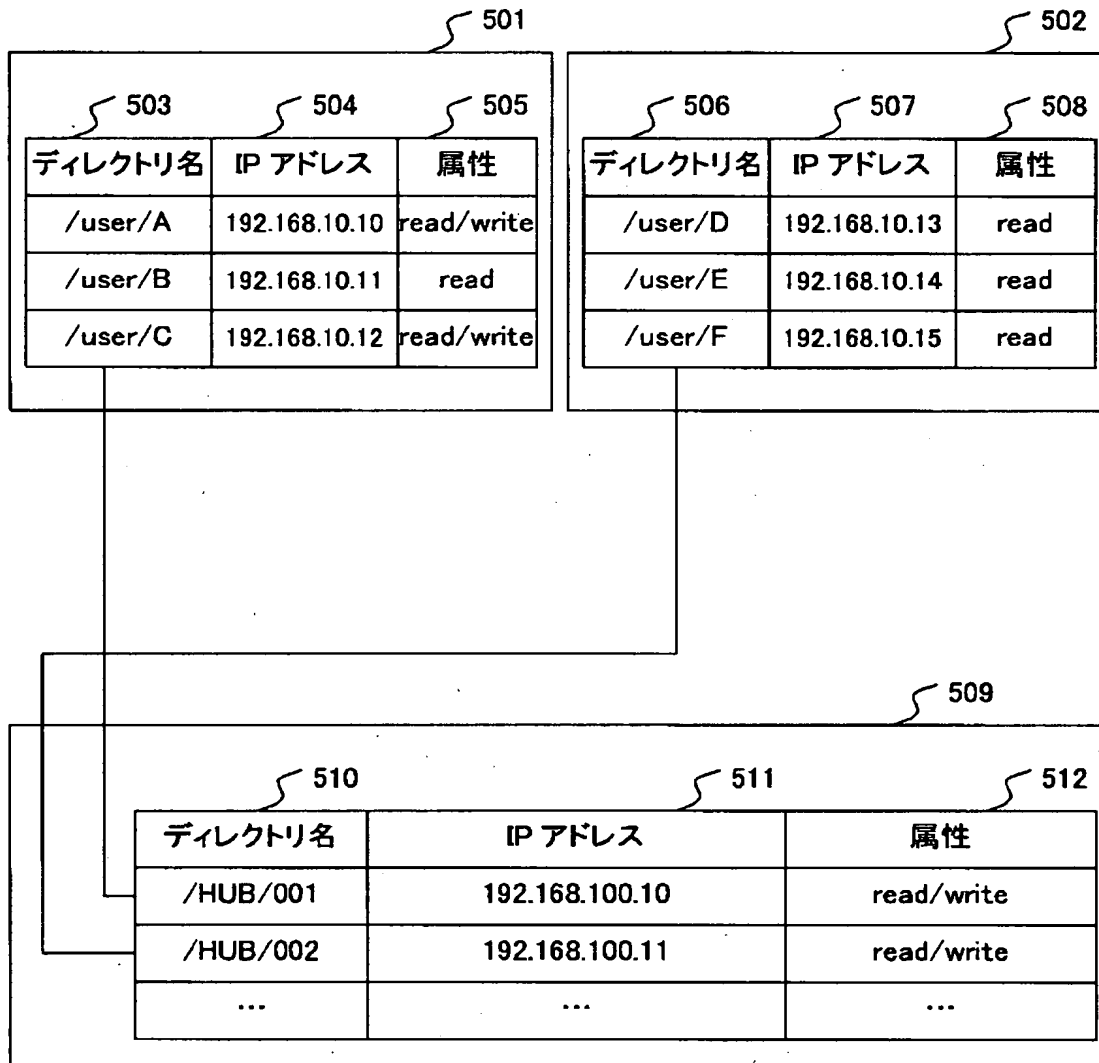 501 502
503 504 505 506 507 508
ディレクトリ名 IP アドレス 属性 ディレクトリ名 IP アドレス 属性
/user/A 192.168.10.10 read/write /user/D 192.168.10.13 read
/user/B 192.168.10.11 read /user/E 192.168.10.14 read
/user/C 192.168.10.12 read/write /user/F 192.168.10.15 read
509
510 511 512
ディレクトリ名 IP アドレス 属性
/HUB/001 192.168.100.10 read/write
/HUB/002 192.168.100.11 read/write
… … …